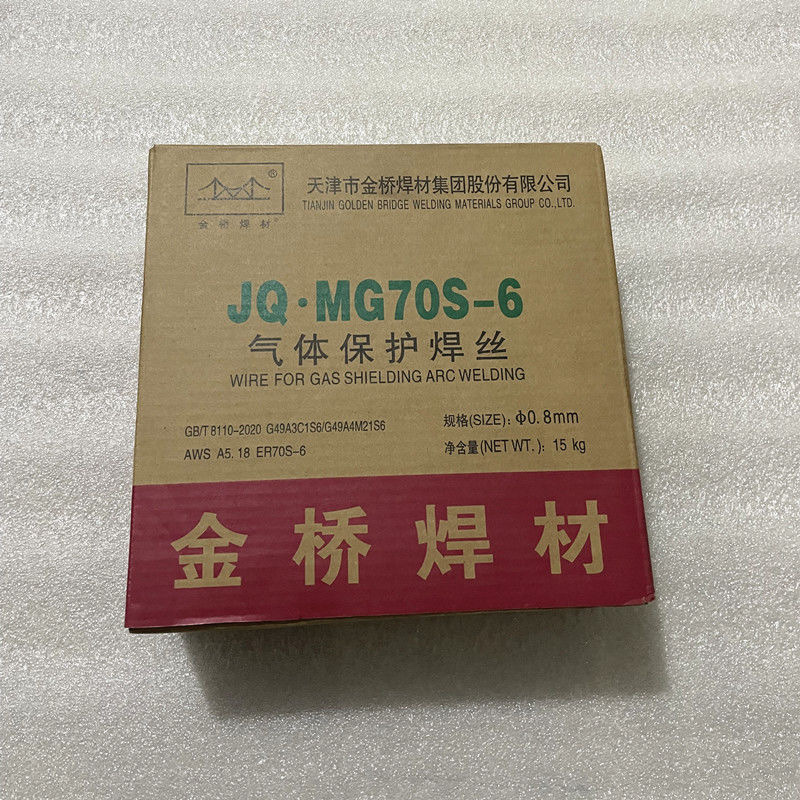 天津市金桥焊材集团股份有限公司
TIANJIN GOLDEN BRIDGE WELDING MATERIALS GROUP CO.,LTD.
®
金桥焊材®
JQ·MG70S-6
气体保护焊丝
WIRE FOR GAS SHIELDING ARC WELDING
GB/T 8110-2020 G49A3C1S6/G49A4M21S6
规格(SIZE): Φ0.8mm
AWS A5.18 ER70S-6
净含量(NET WT.): 15 kg
金桥焊材